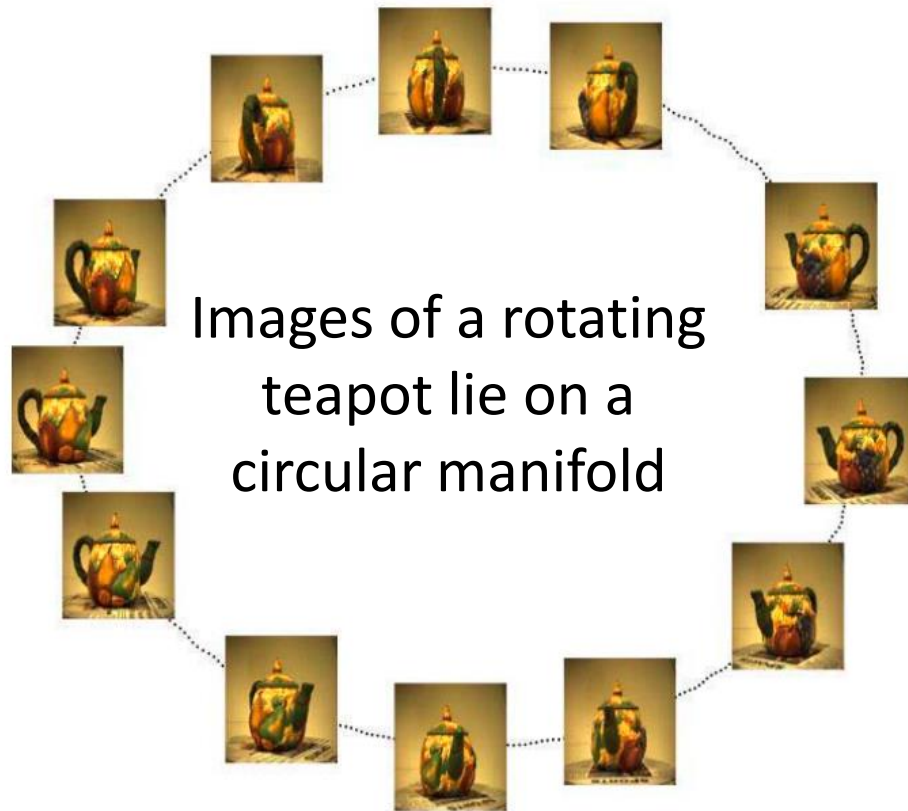 Images of a rotating
teapot lie on a
circular manifold